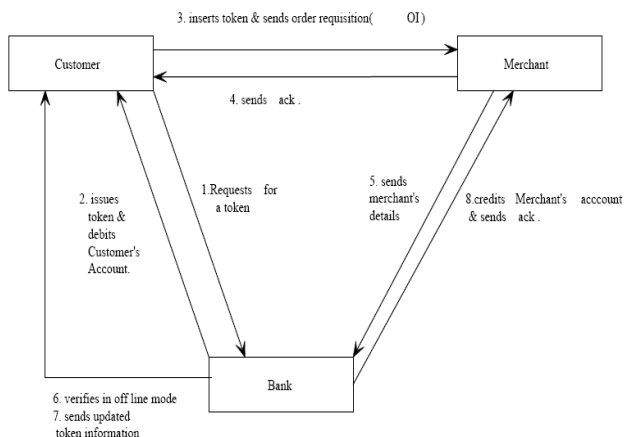 3. inserts token & sends order requisition( OI)
Customer
Merchant
4. sends ack .
2. issues
token &
debits
Customer's
Account.
1.Requests for
a token
5. sends
merchant's
details
8.credits Merchant's acccount
& sends ack .
Bank
6. verifies in off line mode
7. sends updated
token information